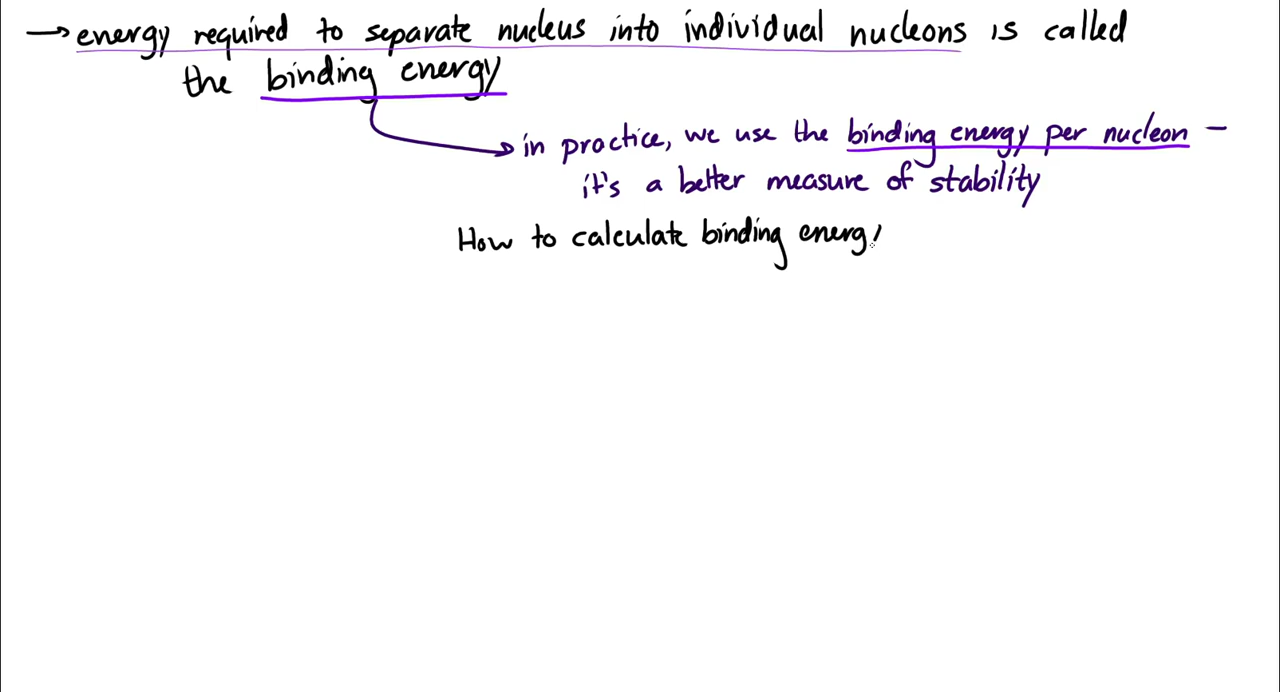 → energy required to separate nucleus into individual nucleons is called
the binding energy
→ in practice, we use the binding energy per nucleon –
it's a better measure of stability
How to calculate binding energ